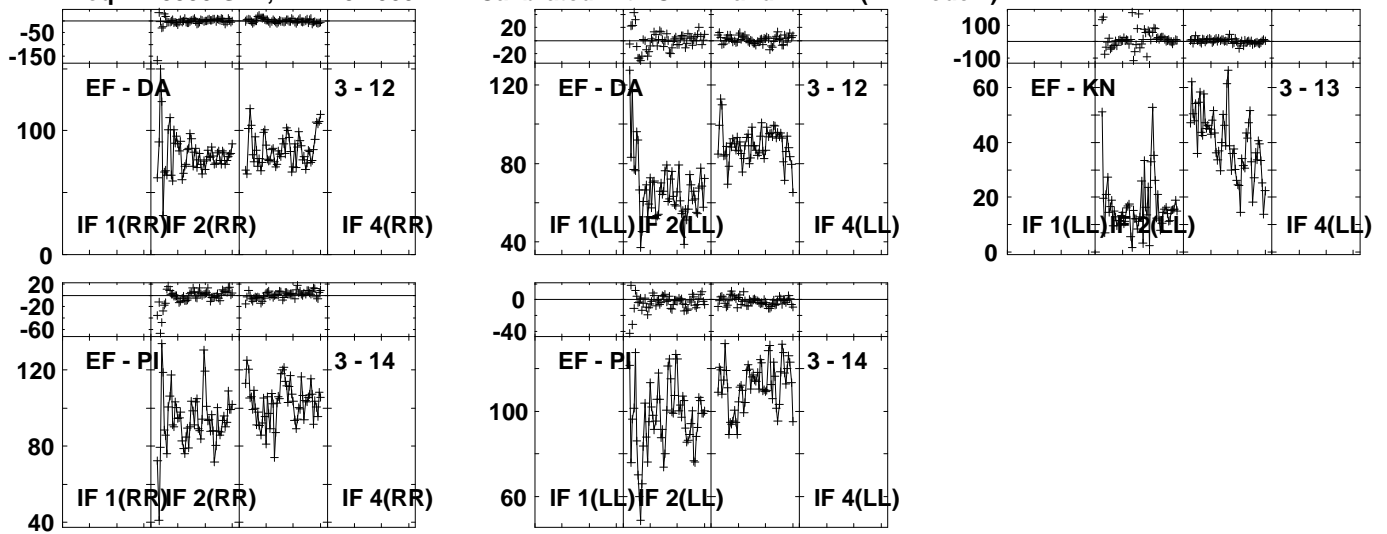 -50
-150
EF - DA 3 - 12
100
IF 1(RR) IF 2(RR) IF 4(RR)
0
20
-20
120
EF - DA 3 - 12
80
IF 1(LL) IF 2(LL) IF 4(LL)
40
100
-100
60
EF - KN 3 - 13
40
20
IF 1(LL) IF 2(LL) IF 4(LL)
0
20
-20
-60
EF - PI 3 - 14
120
80
IF 1(RR) IF 2(RR) IF 4(RR)
40
0
-40
EF - PI 3 - 14
100
60
IF 1(LL) IF 2(LL) IF 4(LL)